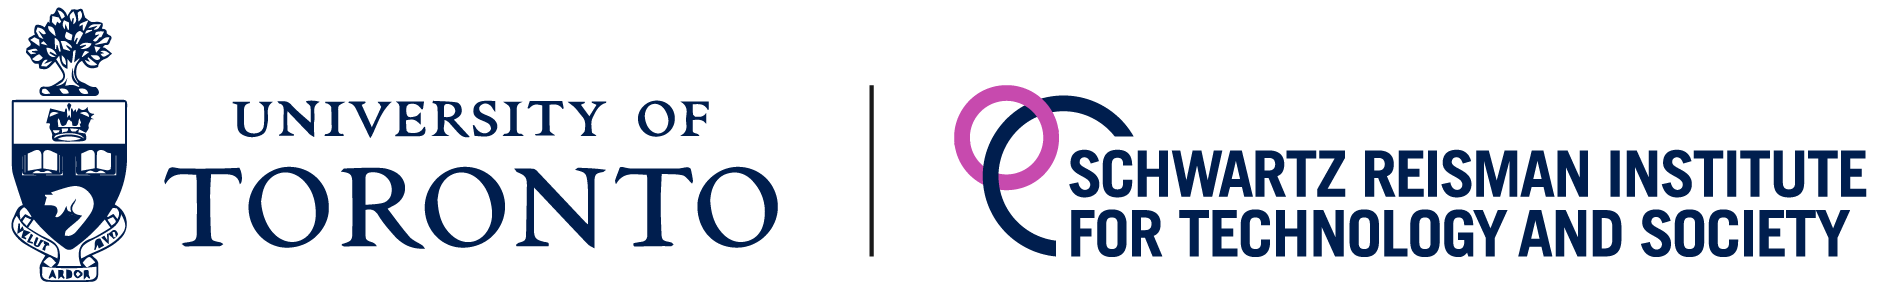 UNIVERSITY OF
TORONTO
VELUT ARBOR ÆVO
SCHWARTZ REISMAN INSTITUTE
FOR TECHNOLOGY AND SOCIETY